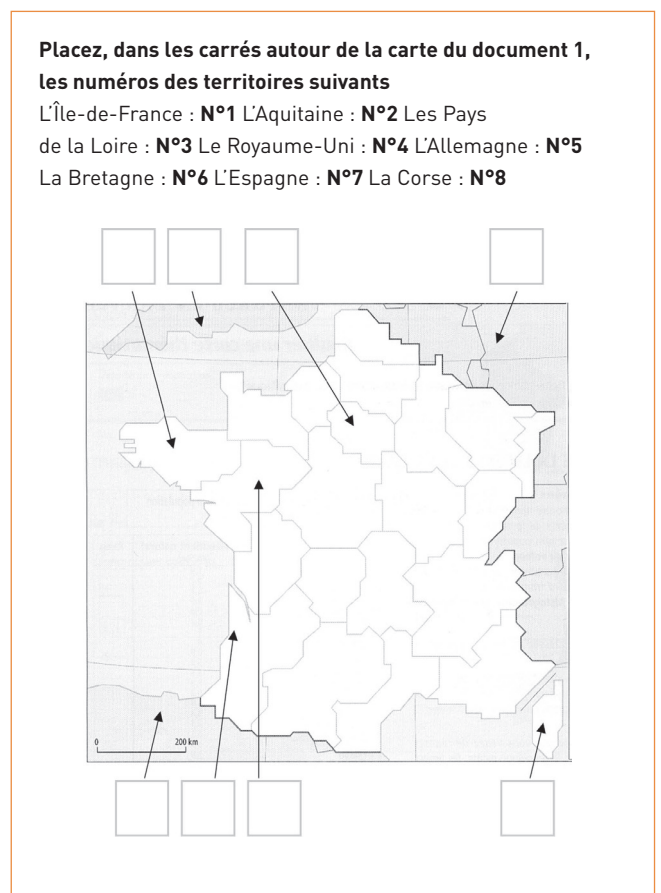 Placez, dans les carrés autour de la carte du document 1,
les numéros des territoires suivants
L'Île-de-France : N°1 L'Aquitaine : N°2 Les Pays
de la Loire : N°3 Le Royaume-Uni : N°4 L'Allemagne : N°5
La Bretagne : N°6 L'Espagne : N°7 La Corse : N°8
0 200 km